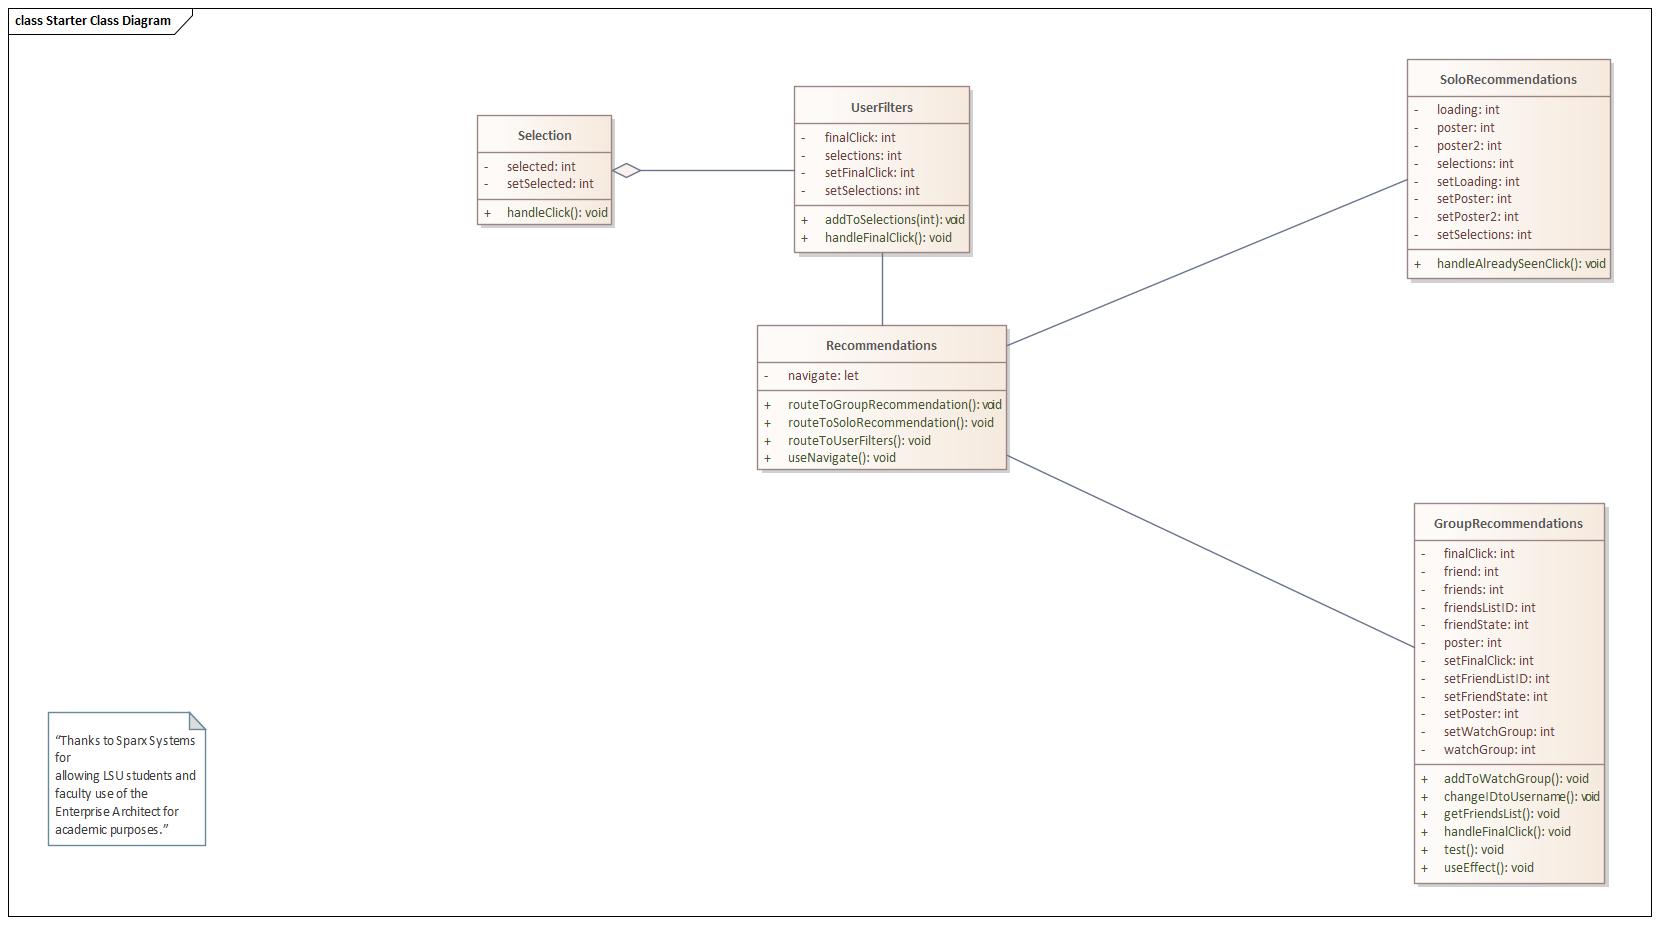 class Starter Class Diagram
Selection
- selected: int
- setSelected: int
+ handleClick(): void
UserFilters
- finalClick: int
- selections: int
- setFinalClick: int
- setSelections: int
+ addToSelections(int): void
+ handleFinalClick(): void
SoloRecommendations
- loading: int
- poster: int
- poster2: int
- selections: int
- setLoading: int
- setPoster: int
- setPoster2: int
- setSelections: int
+ handleAlreadySeenClick(): void
Recommendations
- navigate: let
+ routeToGroupRecommendation(): void
+ routeToSoloRecommendation(): void
+ routeToUserFilters(): void
+ useNavigate(): void
GroupRecommendations
- finalClick: int
- friend: int
- friends: int
- friendsListID: int
- friendState: int
- poster: int
- setFinalClick: int
- setFriendListID: int
- setFriendState: int
- setPoster: int
- setWatchGroup: int
- watchGroup: int
+ addToWatchGroup(): void
+ changeIDtoUsername(): void
+ getFriendsList(): void
+ handleFinalClick(): void
+ test(): void
+ useEffect(): void
“Thanks to Sparx Systems
for
allowing LSU students and
faculty use of the
Enterprise Architect for
academic purposes.”